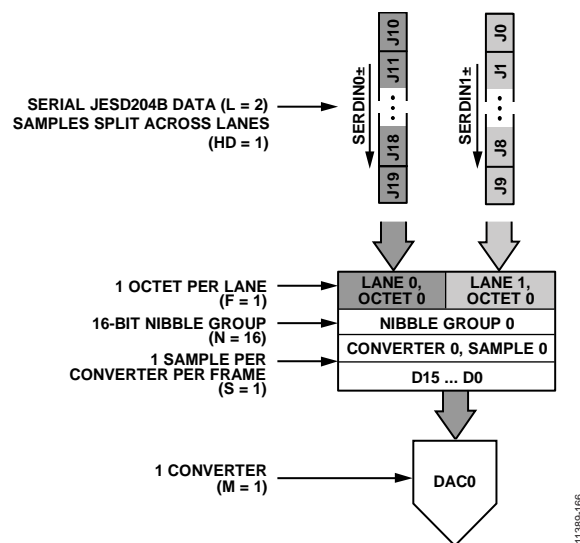 J10
J11
J18
J19
SERDIN0±
J0
J1
J8
J9
SERDIN1±
SERIAL JESD204B DATA (L = 2)
SAMPLES SPLIT ACROSS LANES
(HD = 1)
1 OCTET PER LANE
(F = 1)
LANE 0,
OCTET 0
LANE 1,
OCTET 0
16-BIT NIBBLE GROUP
(N = 16)
NIBBLE GROUP 0
1 SAMPLE PER
CONVERTER PER FRAME
(S = 1)
CONVERTER 0, SAMPLE 0
D15 ... D0
1 CONVERTER
(M = 1)
DAC0
11389-166